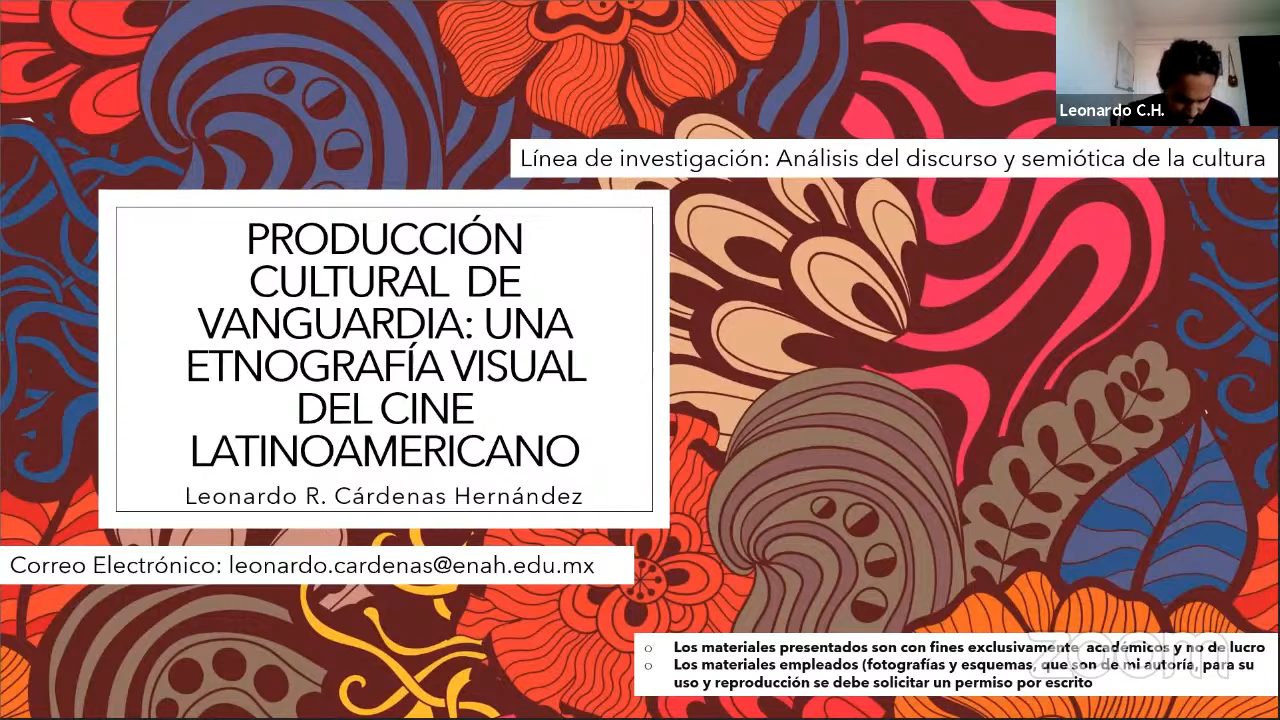 Leonardo C.H.
Línea de investigación: Análisis del discurso y semiótica de la cultura
PRODUCCIÓN
CULTURAL DE
VANGUARDIA: UNA
ETNOGRAFÍA VISUAL
DEL CINE
LATINOAMERICANO
Leonardo R. Cárdenas Hernández
Correo Electrónico: leonardo.cardenas@enah.edu.mx
○ Los materiales presentados son con fines exclusivamente académicos y no de lucro
○ Los materiales empleados (fotografías y esquemas, que son de mi autoría, para su
uso y reproducción se debe solicitar un permiso por escrito
zoom